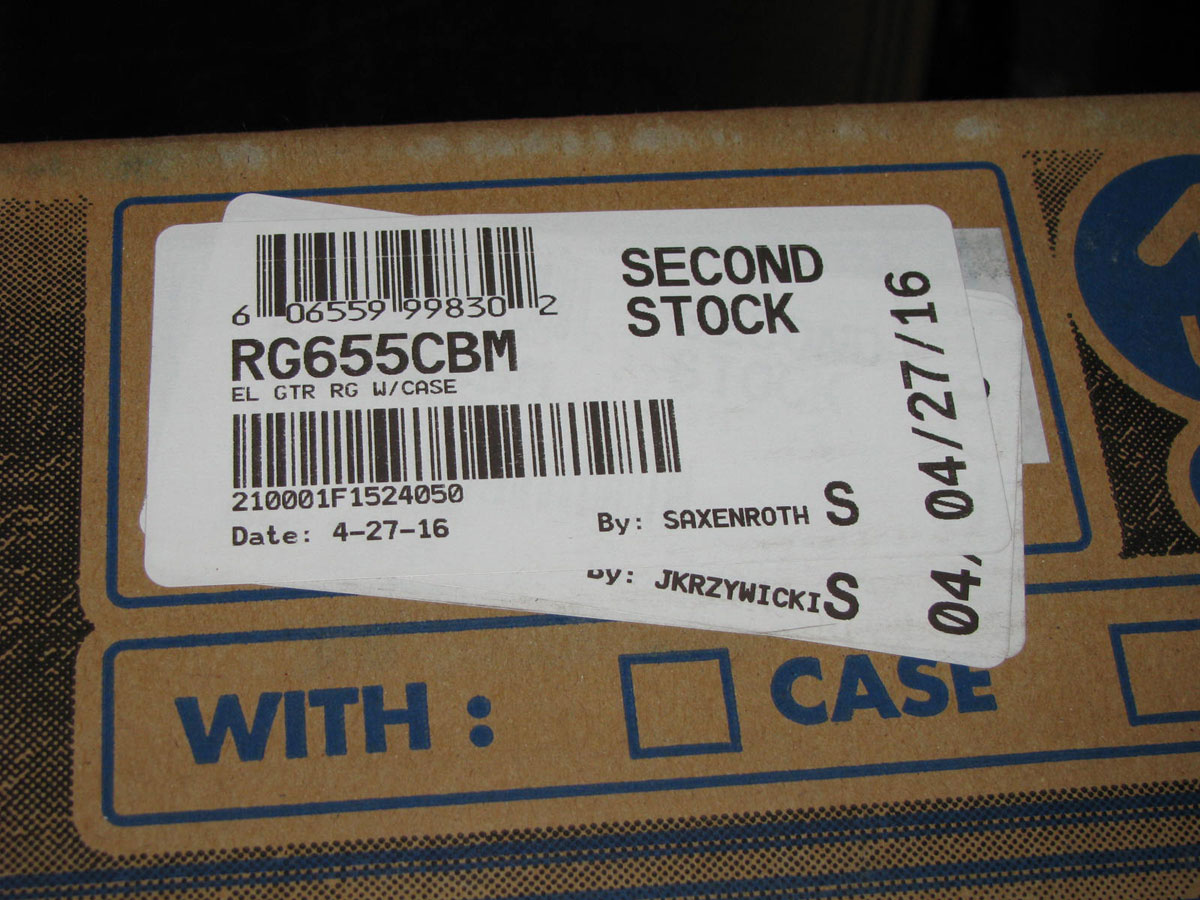 6 06559 99830 2
SECOND
STOCK
RG655CBM
EL GTR RG W/CASE
210001F1524050
Date: 4-27-16
By: SAXENROTH S
04/27/16
By: JKRZYWICKI S
04/
WITH : CASE